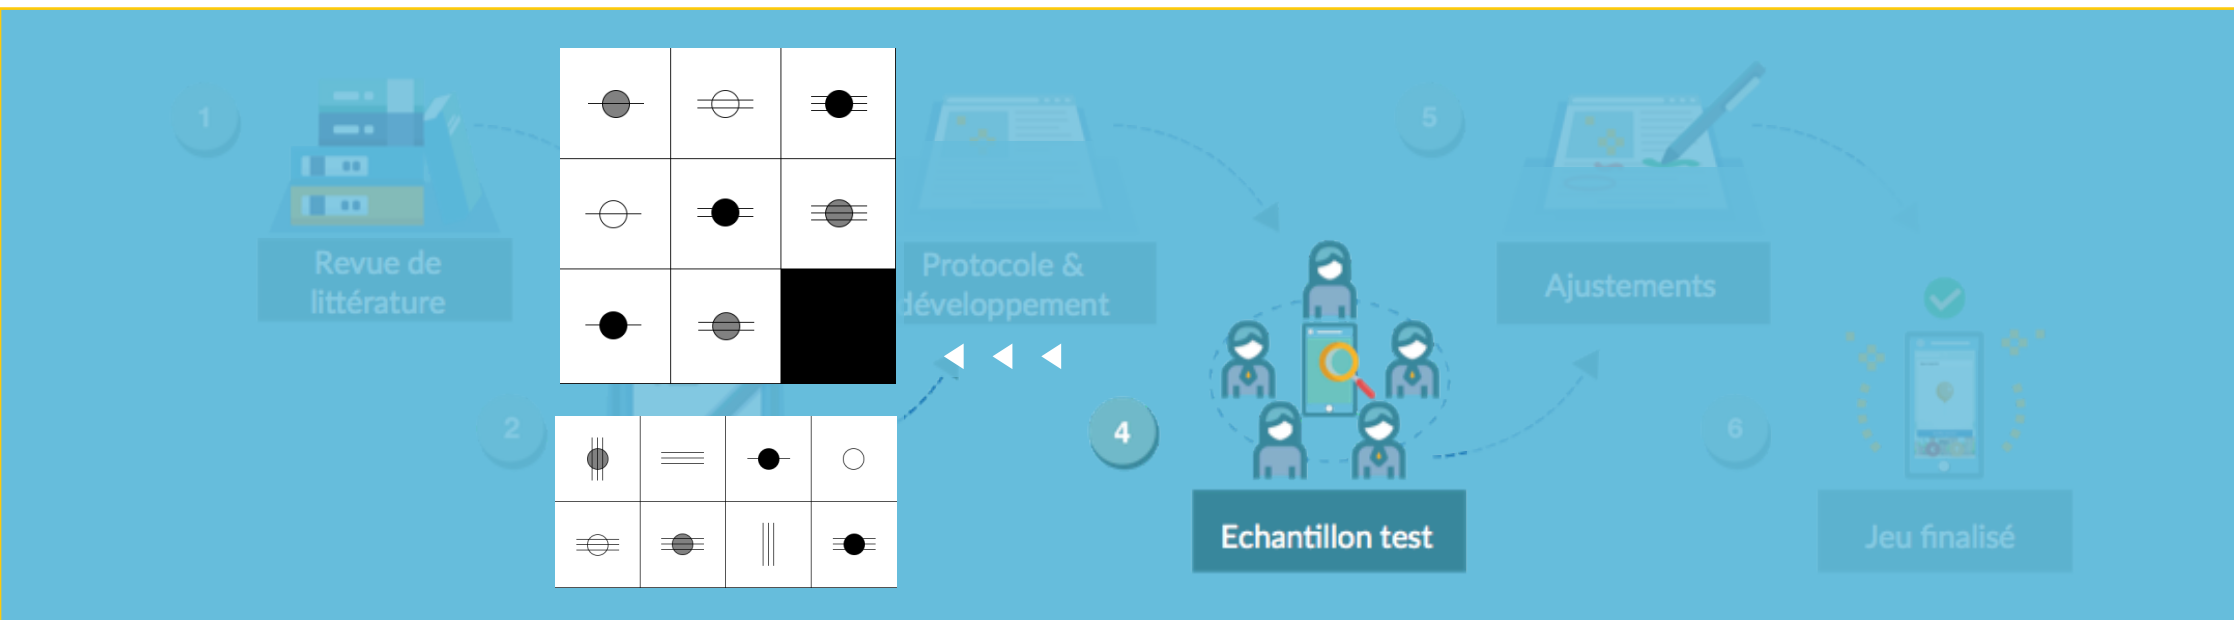 1
Revue de
littérature
2
Protocole &
développement
4
Echantillon test
5
Ajustements
6
Jeu finalisé